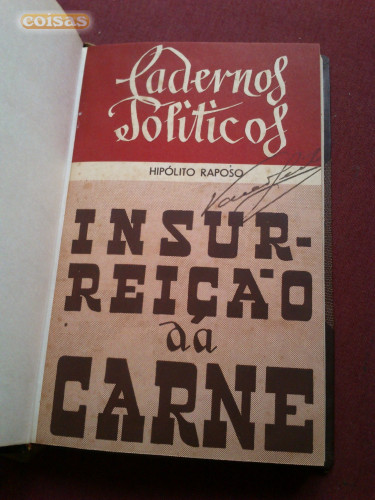 coisas
Cadernos
Políticos
HIPÓLITO RAPOSO
INSUR-
REIÇÃO
da
CARNE